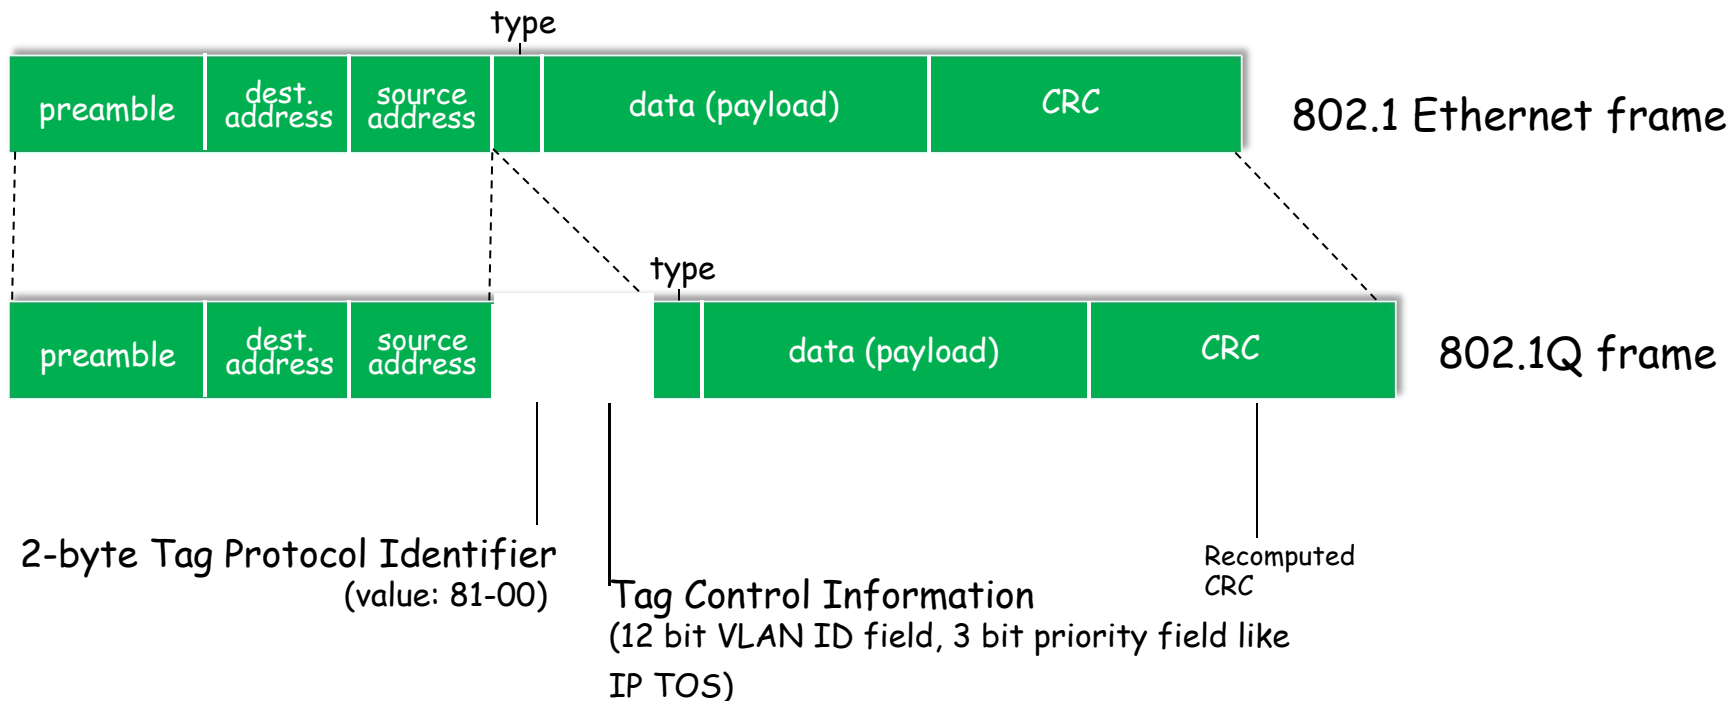 type
preamble
dest.
address
source
address
data (payload)
CRC
802.1 Ethernet frame
type
preamble
dest.
address
source
address
data (payload)
CRC
802.1Q frame
2-byte Tag Protocol Identifier
(value: 81-00)
Tag Control Information
(12 bit VLAN ID field, 3 bit priority field like
IP TOS)
Recomputed
CRC